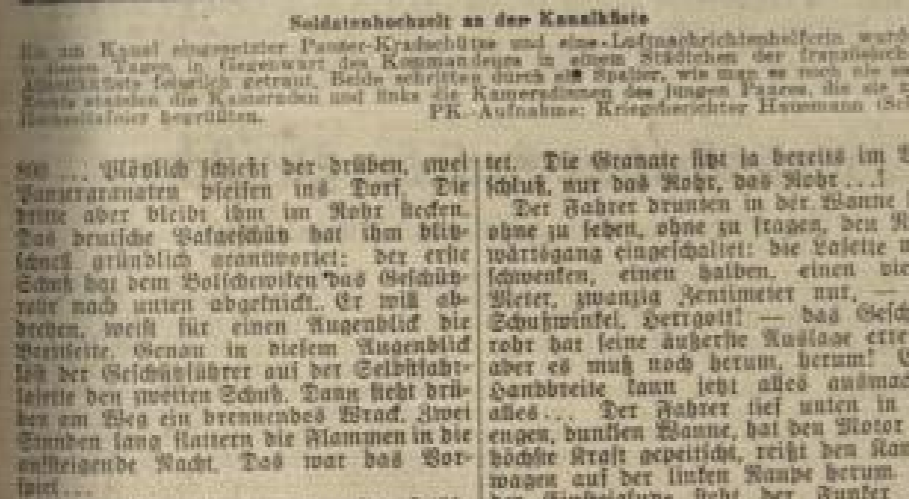 Soldatenhochzeit an der Kanalküste
Ein am Kanal eingesetzter Panzer-Kradschütze und eine Luftnachrichtenhelferin wurden
in diesen Tagen in Gegenwart des Kommandeurs in einem Städtchen der
feierlich getraut. Beide schritten durch ein Spalier, wie man es noch nie
standen die Kameraden und links die Kameradinnen des jungen Paares, die sie
begrüßten. PK.-Aufnahme: Kriegsberichter Hausmann
Plötzlich schießt der drüben, zwei
Panzergranaten pfeifen ins Dorf. Die
dritte aber bleibt ihm im Rohr stecken.
Das deutsche Pakgeschütz hat ihm blitz-
schnell gründlich geantwortet: der erste
Schuß hat dem Bolschewiken das Geschütz-
rohr nach unten abgeknickt. Er will ab-
drehen, weist für einen Augenblick die
Breitseite. Genau in diesem Augenblick
löst der Geschützführer auf der Selbstfahr-
lafette den zweiten Schuß. Dann steht drü-
ben am Weg ein brennendes Wrack. Zwei
Stunden lang flattern die Flammen in die
aufsteigende Nacht. Das war das Vor-
spiel ...
tet. Die Granate sitzt ja bereits im
schluß, nur das Rohr, das Rohr ...!
Der Fahrer drunten in der Wanne
ohne zu sehen, ohne zu fragen, den
wärtsgang eingeschaltet: die Lafette
schwenken, einen halben, einen
Meter, zwanzig Zentimeter nur, —
Schußwinkel. Herrgott! — das
rohr hat seine äußerste Auslage
aber es muß noch herum, herum!
Handbreite kann jetzt alles
alles ... Der Fahrer tief unten in
engen, dunklen Wanne, hat den Motor
höchste Kraft gepeitscht, reißt den
wagen auf der linken Raupe herum.
steht der Funker